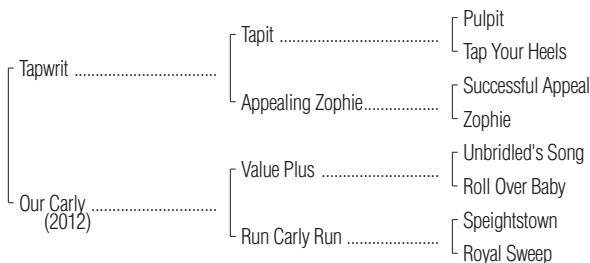 Pulpit
Tapit ........................................
Tap Your Heels
Tapwrit ....................................
Successful Appeal
Appealing Zophie...................
Zophie
Unbridled's Song
Value Plus ..............................
Roll Over Baby
Our Carly ................................
(2012)
Speightstown
Run Carly Run .......................
Royal Sweep